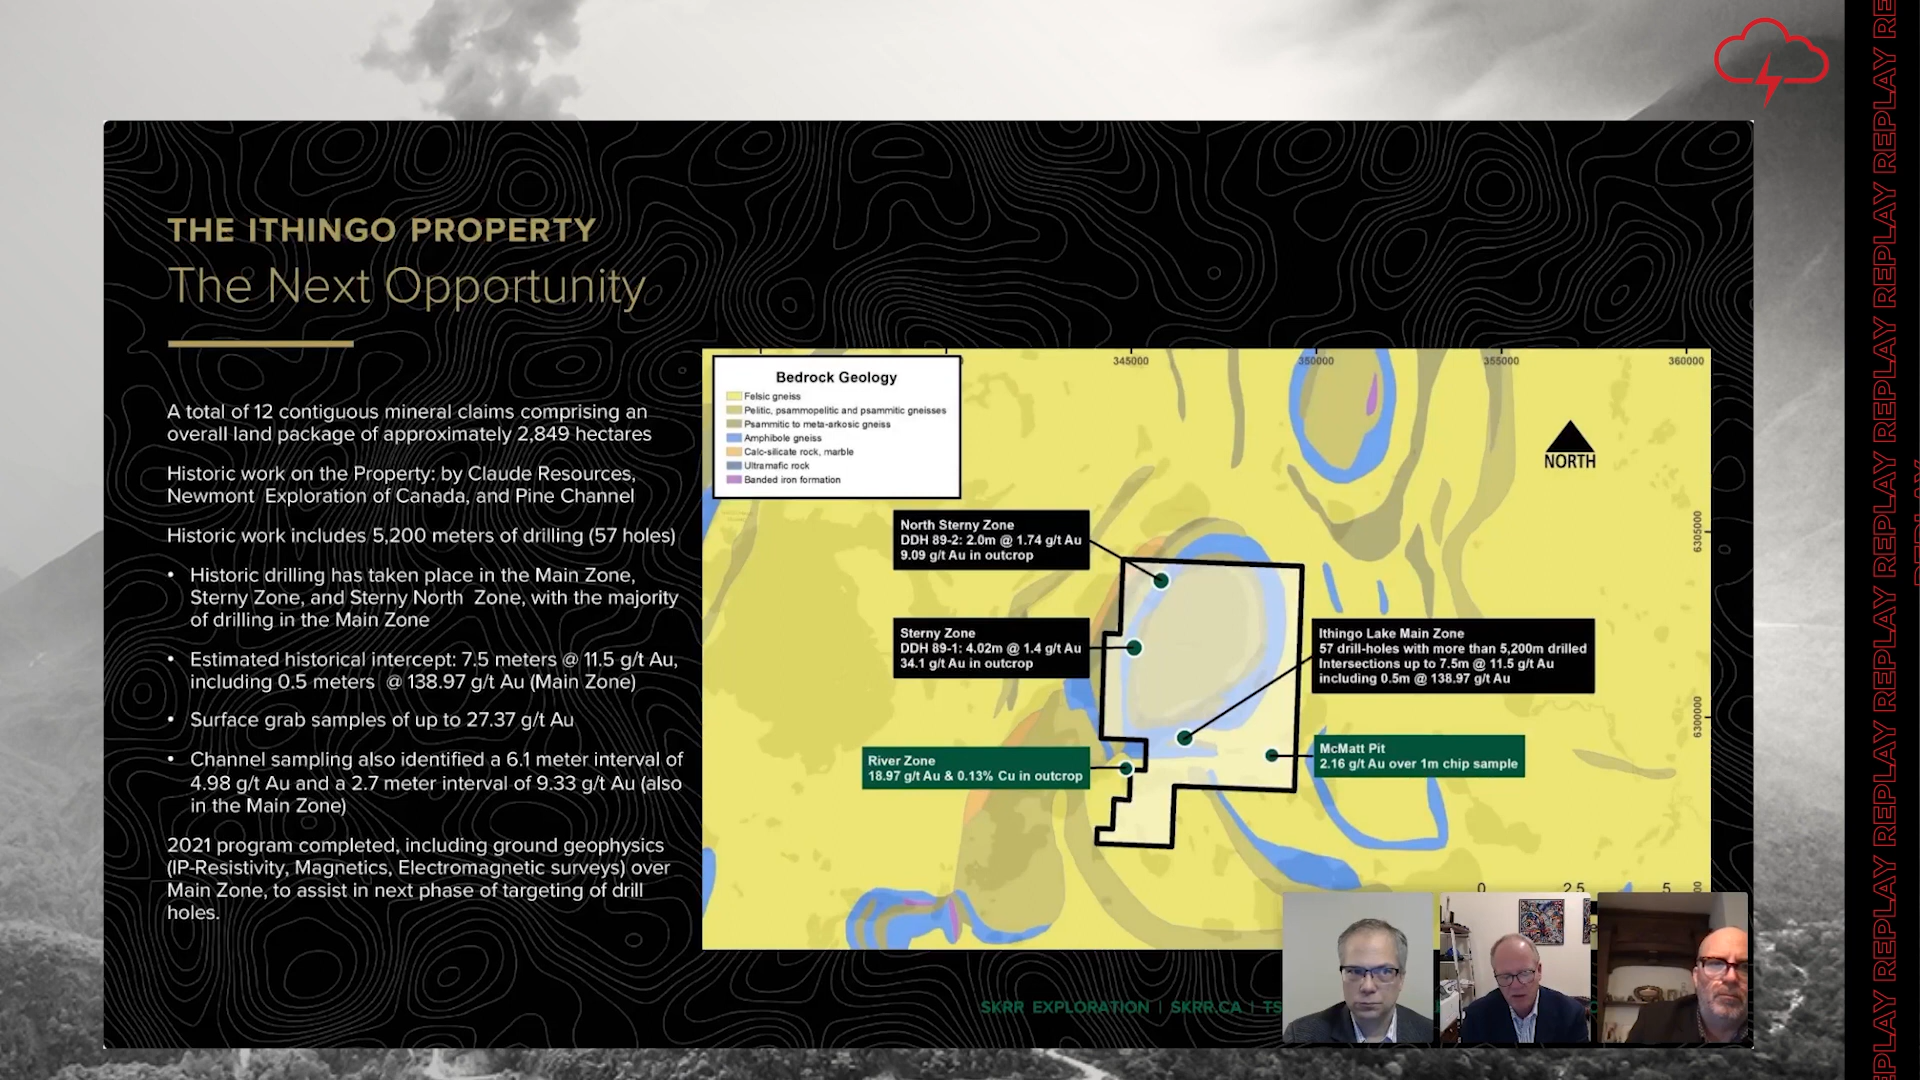 THE ITHINGO PROPERTY
The Next Opportunity
A total of 12 contiguous mineral claims comprising an
overall land package of approximately 2,849 hectares
Historic work on the Property: by Claude Resources,
Newmont Exploration of Canada, and Pine Channel
Historic work includes 5,200 meters of drilling (57 holes)
• Historic drilling has taken place in the Main Zone,
Sterny Zone, and Sterny North Zone, with the majority
of drilling in the Main Zone
• Estimated historical intercept: 7.5 meters @ 11.5 g/t Au,
including 0.5 meters @ 138.97 g/t Au (Main Zone)
• Surface grab samples of up to 27.37 g/t Au
• Channel sampling also identified a 6.1 meter interval of
4.98 g/t Au and a 2.7 meter interval of 9.33 g/t Au (also
in the Main Zone)
2021 program completed, including ground geophysics
(IP-Resistivity, Magnetics, Electromagnetic surveys) over
Main Zone, to assist in next phase of targeting of drill
holes.
345000 350000 355000 360000
Bedrock Geology
Felsic gneiss
Pelitic, psammopelitic and psammitic gneisses
Psammitic to meta-arkosic gneiss
Amphibole gneiss
Calc-silicate rock, marble
Ultramafic rock
Banded iron formation
NORTH
6305000
6300000
North Sterny Zone
DDH 89-2: 2.0m @ 1.74 g/t Au
9.09 g/t Au in outcrop
Sterny Zone
DDH 89-1: 4.02m @ 1.4 g/t Au
34.1 g/t Au in outcrop
Ithingo Lake Main Zone
57 drill-holes with more than 5,200m drilled
Intersections up to 7.5m @ 11.5 g/t Au
including 0.5m @ 138.97 g/t Au
River Zone
18.97 g/t Au & 0.13% Cu in outcrop
McMatt Pit
2.16 g/t Au over 1m chip sample
0 2.5 5
SKRR EXPLORATION | SKRR.CA | TS
REPLAY REPLAY REPLAY REPLAY REPLAY REPLAY REPLAY REPLAY